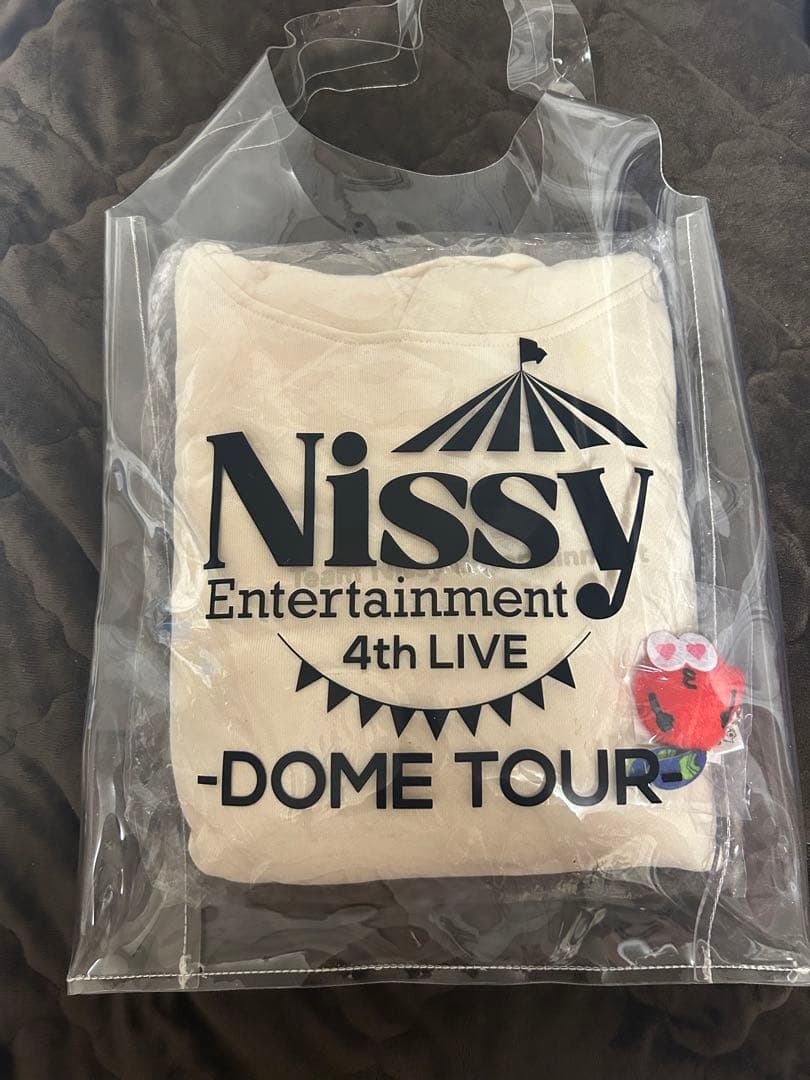 Nissy
Entertainment
4th LIVE
-DOME TOUR-